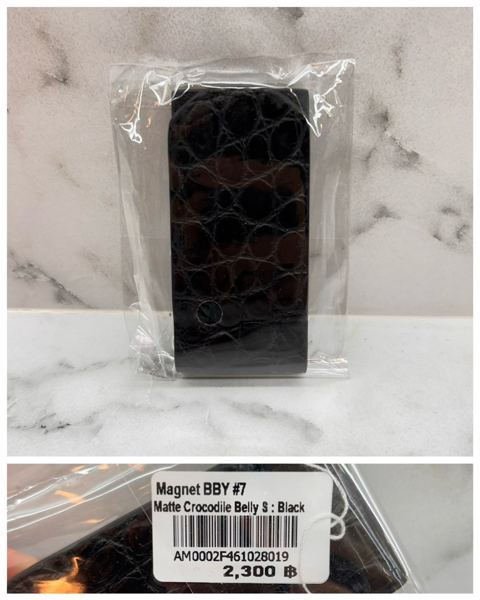 Magnet BBY #7
Matte Crocodile Belly S : Black
AM0002F461028019
2,300 ฿